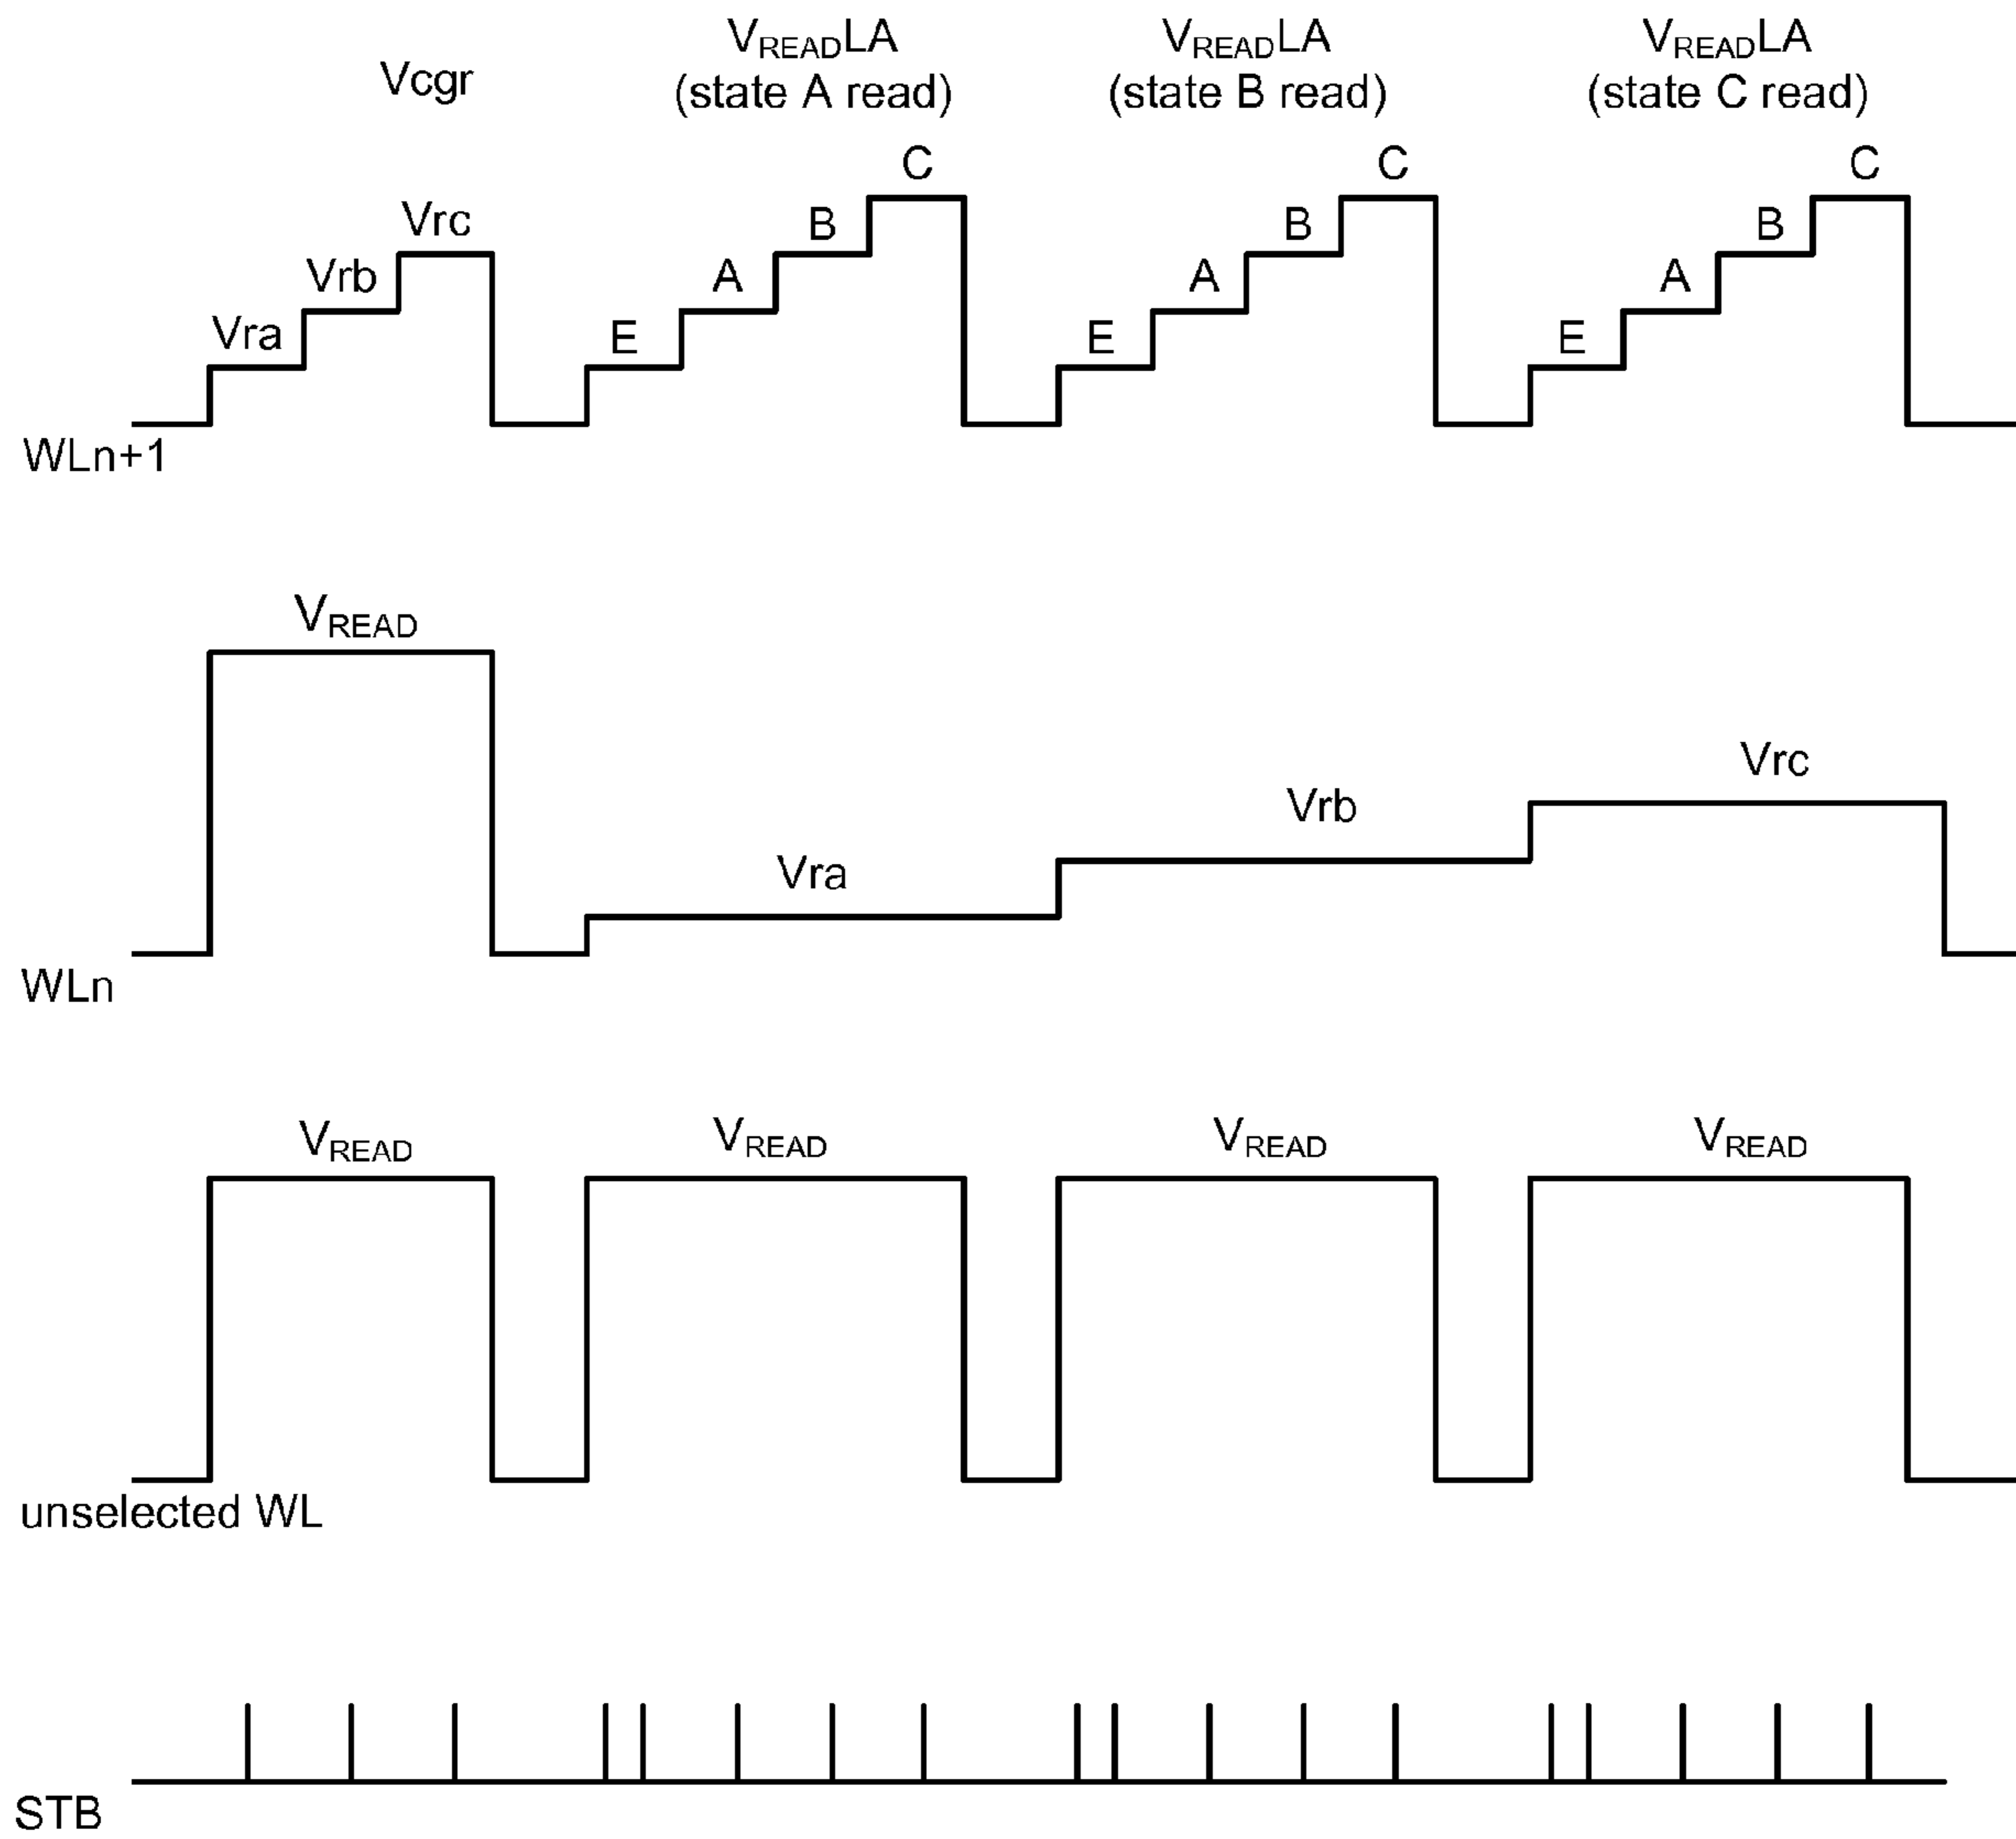 Vcgr
VREADLA
(state A read)
VREADLA
(state B read)
VREADLA
(state C read)
Vra
Vrb
Vrc
E
A
B
C
E
A
B
C
E
A
B
C
WLn+1
VREAD
Vra
Vrb
Vrc
WLn
VREAD
VREAD
VREAD
VREAD
unselected WL
STB